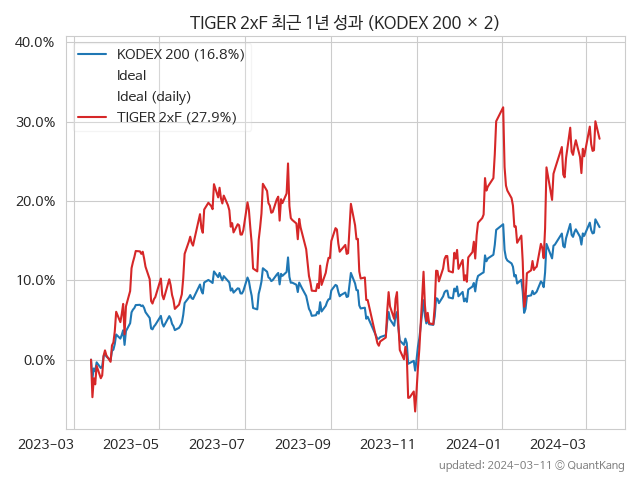 TIGER 2xF 최근 1년 성과 (KODEX 200 × 2)
40.0%
30.0%
20.0%
10.0%
0.0%
KODEX 200 (16.8%)
Ideal
Ideal (daily)
TIGER 2xF (27.9%)
2023-03 2023-05 2023-07 2023-09 2023-11 2024-01 2024-03
updated: 2024-03-11 © QuantKang